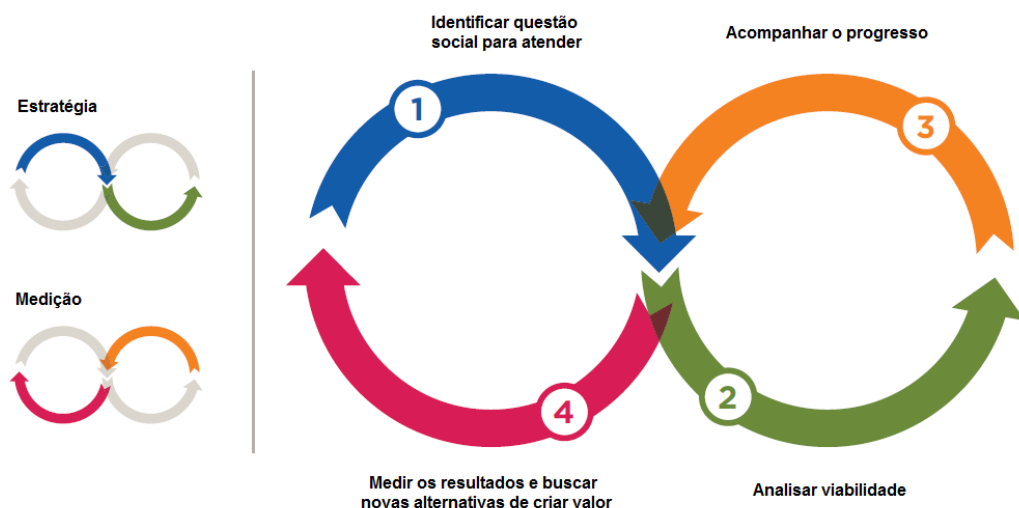 Estratégia
Medição
Identificar questão
social para atender
Acompanhar o progresso
1
3
4
2
Medir os resultados e buscar
novas alternativas de criar valor
Analisar viabilidade